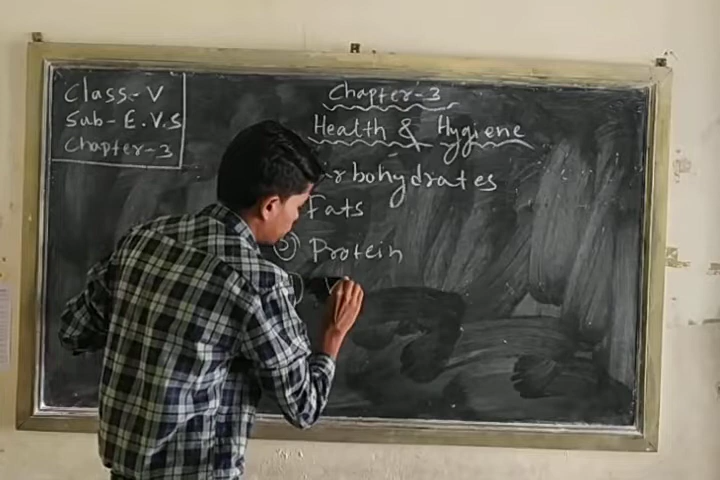 Class:- V
Sub- E.V.S
Chapter-3
Chapter-3
Health & Hygiene
rbohydrates
Fats
③ Protein
V